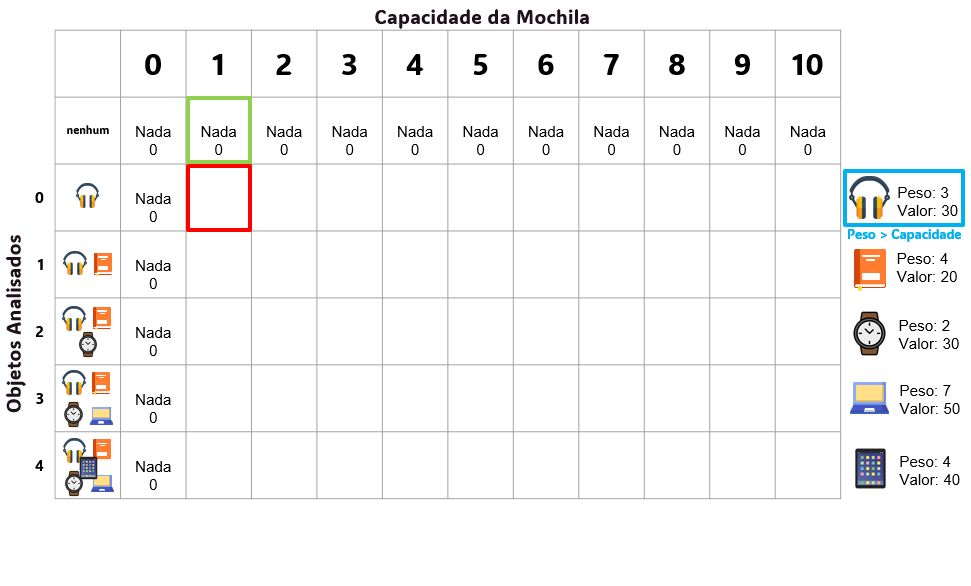 Capacidade da Mochila
0 1 2 3 4 5 6 7 8 9 10
nenhum
Nada Nada Nada Nada Nada Nada Nada Nada Nada Nada Nada
0 0 0 0 0 0 0 0 0 0 0
Objetos Analisados
0
Nada
0
Peso: 3
Valor: 30
Peso > Capacidade
1
Nada
0
Peso: 4
Valor: 20
2
Nada
0
Peso: 2
Valor: 30
3
Nada
0
Peso: 7
Valor: 50
4
Nada
0
Peso: 4
Valor: 40